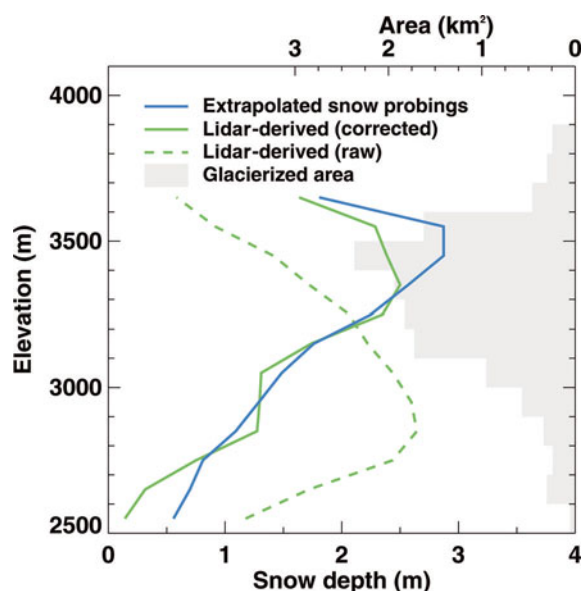 Area (km²)
3 2 1 0
4000
Extrapolated snow probings
Lidar-derived (corrected)
Lidar-derived (raw)
Glacierized area
3500
Elevation (m)
3000
2500
0 1 2 3 4
Snow depth (m)